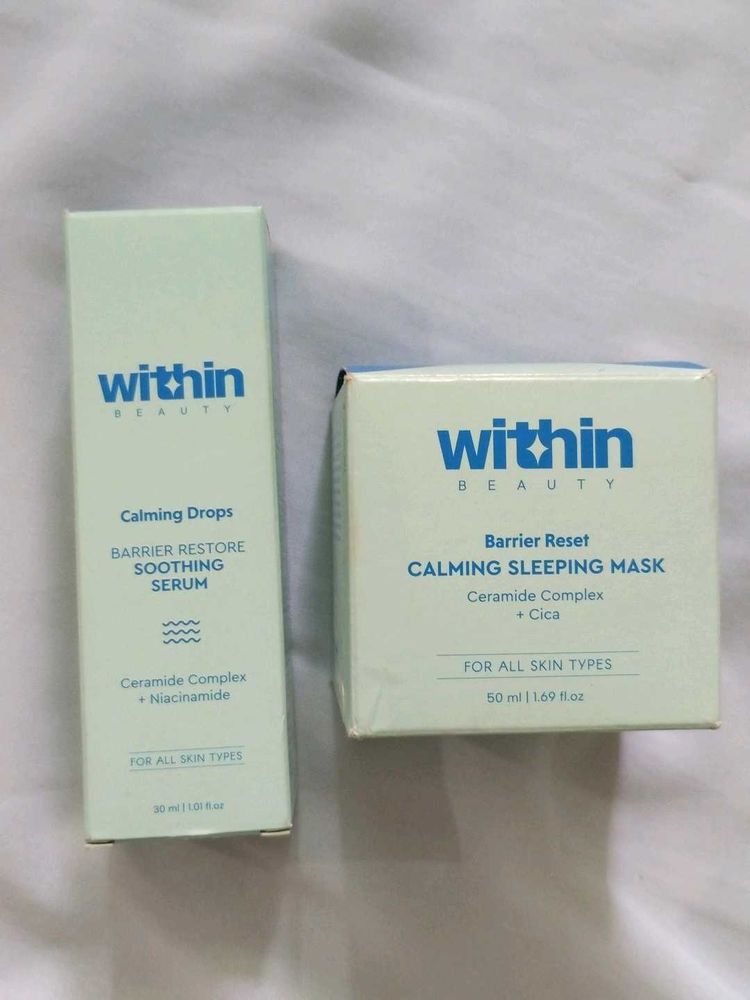 within
BEAUTY
Calming Drops
BARRIER RESTORE
SOOTHING
SERUM
Ceramide Complex
+ Niacinamide
FOR ALL SKIN TYPES
30 ml | 1.01 fl.oz
within
BEAUTY
Barrier Reset
CALMING SLEEPING MASK
Ceramide Complex
+ Cica
FOR ALL SKIN TYPES
50 ml | 1.69 fl.oz